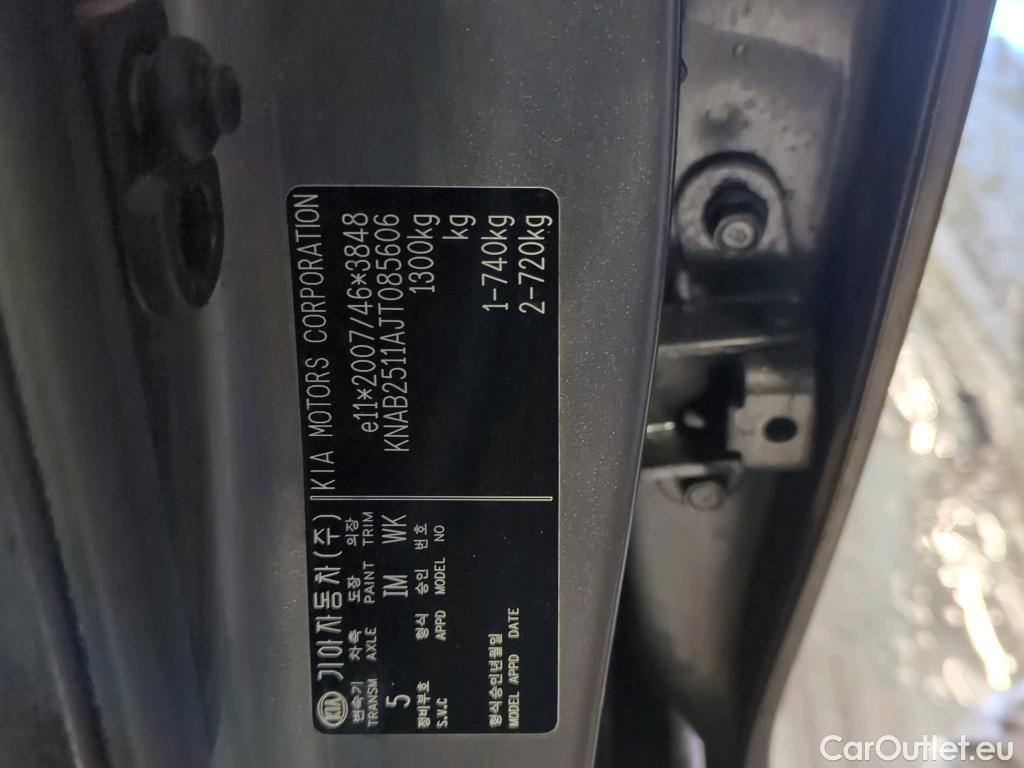 KIA 기아자동차(주) KIA MOTORS CORPORATION
변속기 차축 도장 외장
TRANSM AXLE PAINT TRIM
5 IM WK
정비부호 형식 승인 번호
S.V.C APPD MODEL NO
형식승인년월일
MODEL APPD DATE
e11*2007/46*3848
KNAB2511AJT085606
1300kg
kg
1-740kg
2-720kg
CarOutlet.eu